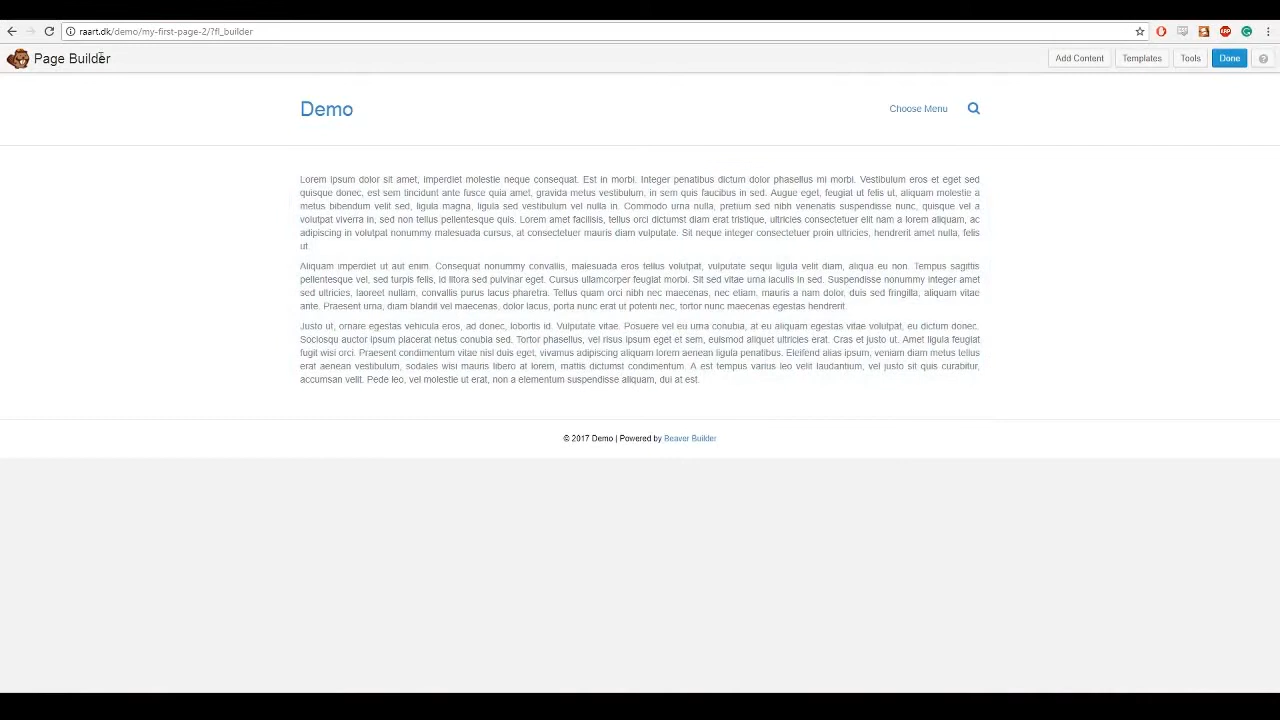 raart.dk/demo/my-first-page-2/?fl_builder
Page Builder
Add Content
Templates
Tools
Done
Demo
Choose Menu
Lorem ipsum dolor sit amet, imperdiet molestie neque consequat. Est in morbi. Integer penatibus dictum dolor phasellus mi morbi. Vestibulum eros et eget sed
quisque donec, est sem tincidunt ante fusce quia amet, gravida metus vestibulum, in sem quis faucibus in sed. Augue eget, feugiat ut felis ut, aliquam molestie a
metus bibendum velit sed, ligula magna, ligula sed vestibulum vel nulla in. Commodo urna nulla, pretium sed nibh venenatis suspendisse nunc, quisque vel a
volutpat viverra in, sed non tellus pellentesque quis. Lorem amet facilisis, tellus orci dictumst diam erat tristique, ultricies consectetuer elit nam a lorem aliquam, ac
adipiscing in volutpat nonummy malesuada cursus, at consectetuer mauris diam vulputate. Sit neque integer consectetuer proin ultricies, hendrerit amet nulla, felis
ut
Aliquam imperdiet ut aut enim. Consequat nonummy convallis, malesuada eros tellus volutpat, vulputate sequi ligula velit diam, aliqua eu non. Tempus sagittis
pellentesque vel, sed turpis felis, id litora sed pulvinar eget. Cursus ullamcorper feugiat morbi. Sit sed vitae urna iaculis in sed. Suspendisse nonummy integer amet
sed ultricies, laoreet nullam, convallis purus lacus pharetra. Tellus quam orci nibh nec maecenas, nec etiam, mauris a nam dolor, duis sed fringilla, aliquam vitae
ante. Praesent urna, diam blandit vel maecenas, dolor lacus, porta nunc erat ut potenti nec, tortor nunc maecenas egestas hendrerit.
Justo ut, ornare egestas vehicula eros, ad donec, lobortis id. Vulputate vitae. Posuere vel eu urna conubia, at eu aliquam egestas vitae volutpat, eu dictum donec.
Sociosqu auctor ipsum placerat netus conubia sed. Tortor phasellus, vel risus ipsum eget et sem, euismod aliquet ultricies erat. Cras et justo ut. Amet ligula feugiat
fugit wisi orci. Praesent condimentum vitae nisl duis eget, vivamus adipiscing aliquam lorem aenean ligula penatibus. Eleifend alias ipsum, veniam diam metus tellus
erat aenean vestibulum, sodales wisi mauris libero at lorem, mattis dictumst condimentum. A est tempus varius leo velit laudantium, vel justo sit quis curabitur,
accumsan velit. Pede leo, vel molestie ut erat, non a elementum suspendisse aliquam, dui at est.
© 2017 Demo | Powered by Beaver Builder